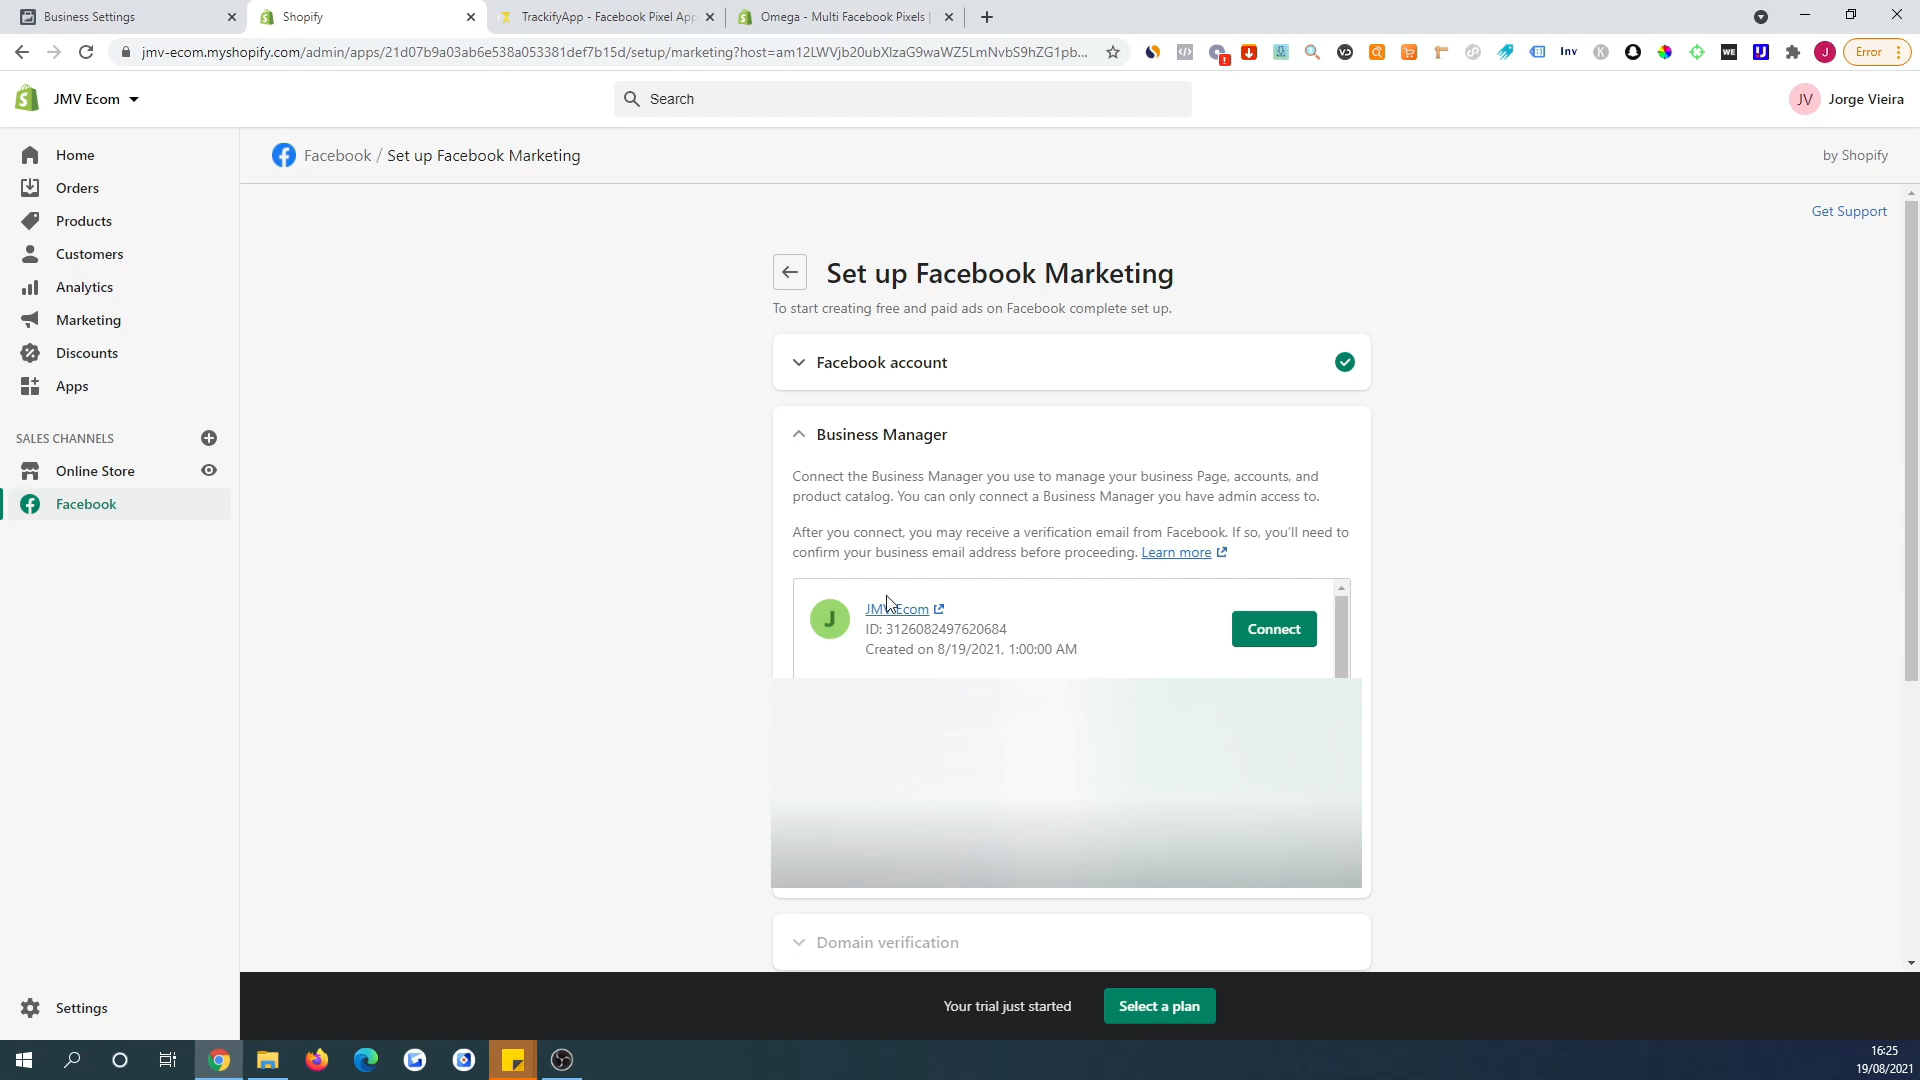 Business Settings
Shopify
TrackifyApp - Facebook Pixel App
Omega - Multi Facebook Pixels |
jmv-ecom.myshopify.com/admin/apps/21d07b9a03ab6e538a053381def7b15d/setup/marketing?host=am12LWVjb20ubXlzaG9waWZ5LmNvbS9hZG1pb...
Inv
WE
J
Error
JMV Ecom
Search
JV
Jorge Vieira
Home
Orders
Products
Customers
Analytics
Marketing
Discounts
Apps
SALES CHANNELS
Online Store
Facebook
Settings
Facebook / Set up Facebook Marketing
by Shopify
Get Support
Set up Facebook Marketing
To start creating free and paid ads on Facebook complete set up.
Facebook account
Business Manager
Connect the Business Manager you use to manage your business Page, accounts, and
product catalog. You can only connect a Business Manager you have admin access to.
After you connect, you may receive a verification email from Facebook. If so, you'll need to
confirm your business email address before proceeding. Learn more
J
JMV Ecom
ID: 3126082497620684
Created on 8/19/2021, 1:00:00 AM
Connect
Domain verification
Your trial just started
Select a plan
16:25
19/08/2021